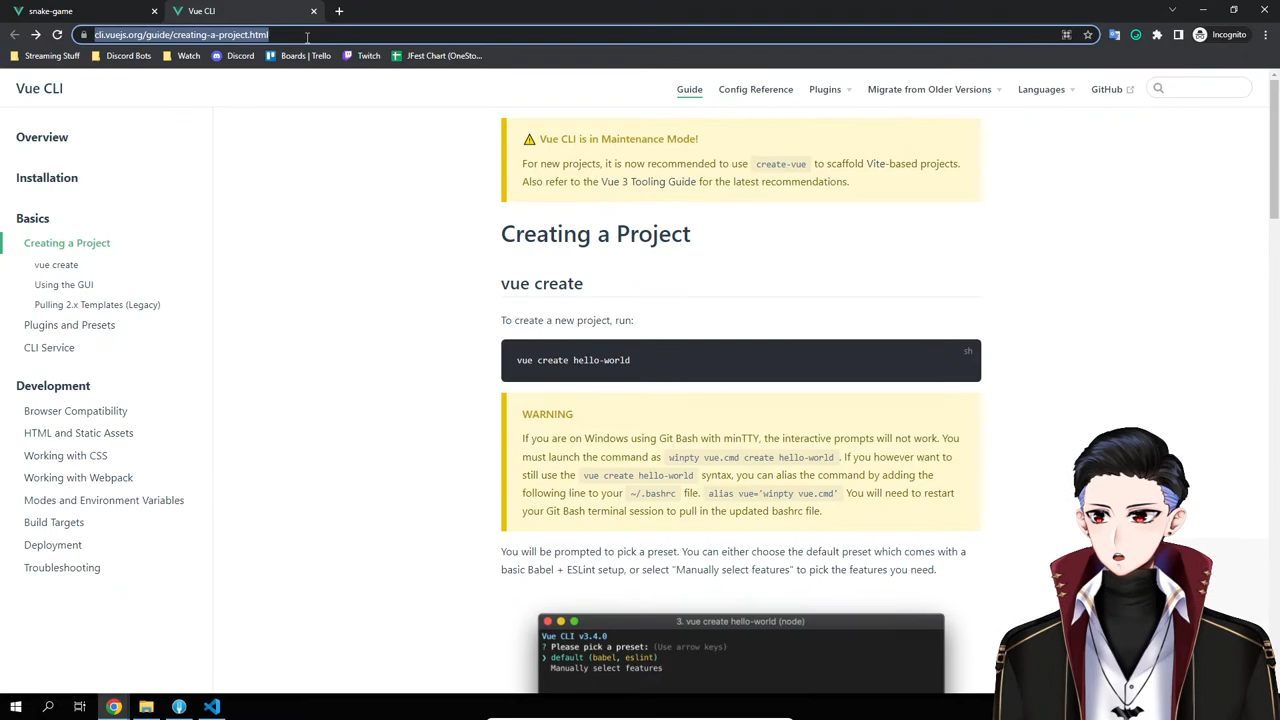 snake-game
Vue CLI
cli.vuejs.org/guide/creating-a-project.html
Incognito
Streaming Stuff
Discord Bots
Watch
Discord
Boards | Trello
Twitch
JFest Chart (OneSto...
Vue CLI
Guide
Config Reference
Plugins
Migrate from Older Versions
Languages
GitHub
Overview
Installation
Basics
Creating a Project
vue create
Using the GUI
Pulling 2.x Templates (Legacy)
Plugins and Presets
CLI Service
Development
Browser Compatibility
HTML and Static Assets
Working with CSS
Working with Webpack
Modes and Environment Variables
Build Targets
Deployment
Troubleshooting
Vue CLI is in Maintenance Mode!
For new projects, it is now recommended to use create-vue to scaffold Vite-based projects.
Also refer to the Vue 3 Tooling Guide for the latest recommendations.
Creating a Project
vue create
To create a new project, run:
sh
vue create hello-world
WARNING
If you are on Windows using Git Bash with minTTY, the interactive prompts will not work. You
must launch the command as winpty vue.cmd create hello-world . If you however want to
still use the vue create hello-world syntax, you can alias the command by adding the
following line to your ~/.bashrc file. alias vue='winpty vue.cmd' You will need to restart
your Git Bash terminal session to pull in the updated bashrc file.
You will be prompted to pick a preset. You can either choose the default preset which comes with a
basic Babel + ESLint setup, or select "Manually select features" to pick the features you need.
3. vue create hello-world (node)
Vue CLI v3.4.0
? Please pick a preset: (Use arrow keys)
❯ default (babel, eslint)
Manually select features